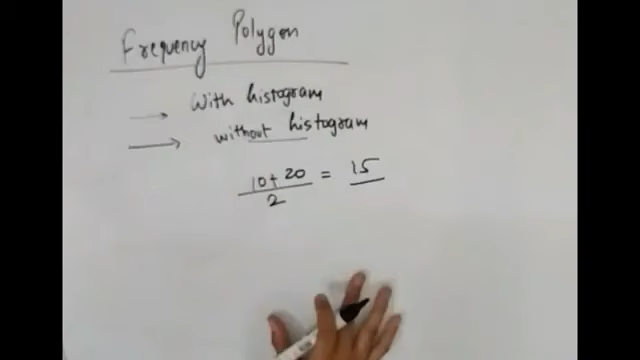 Frequency Polygon
With histogram
without histogram
10+20 = 15
2